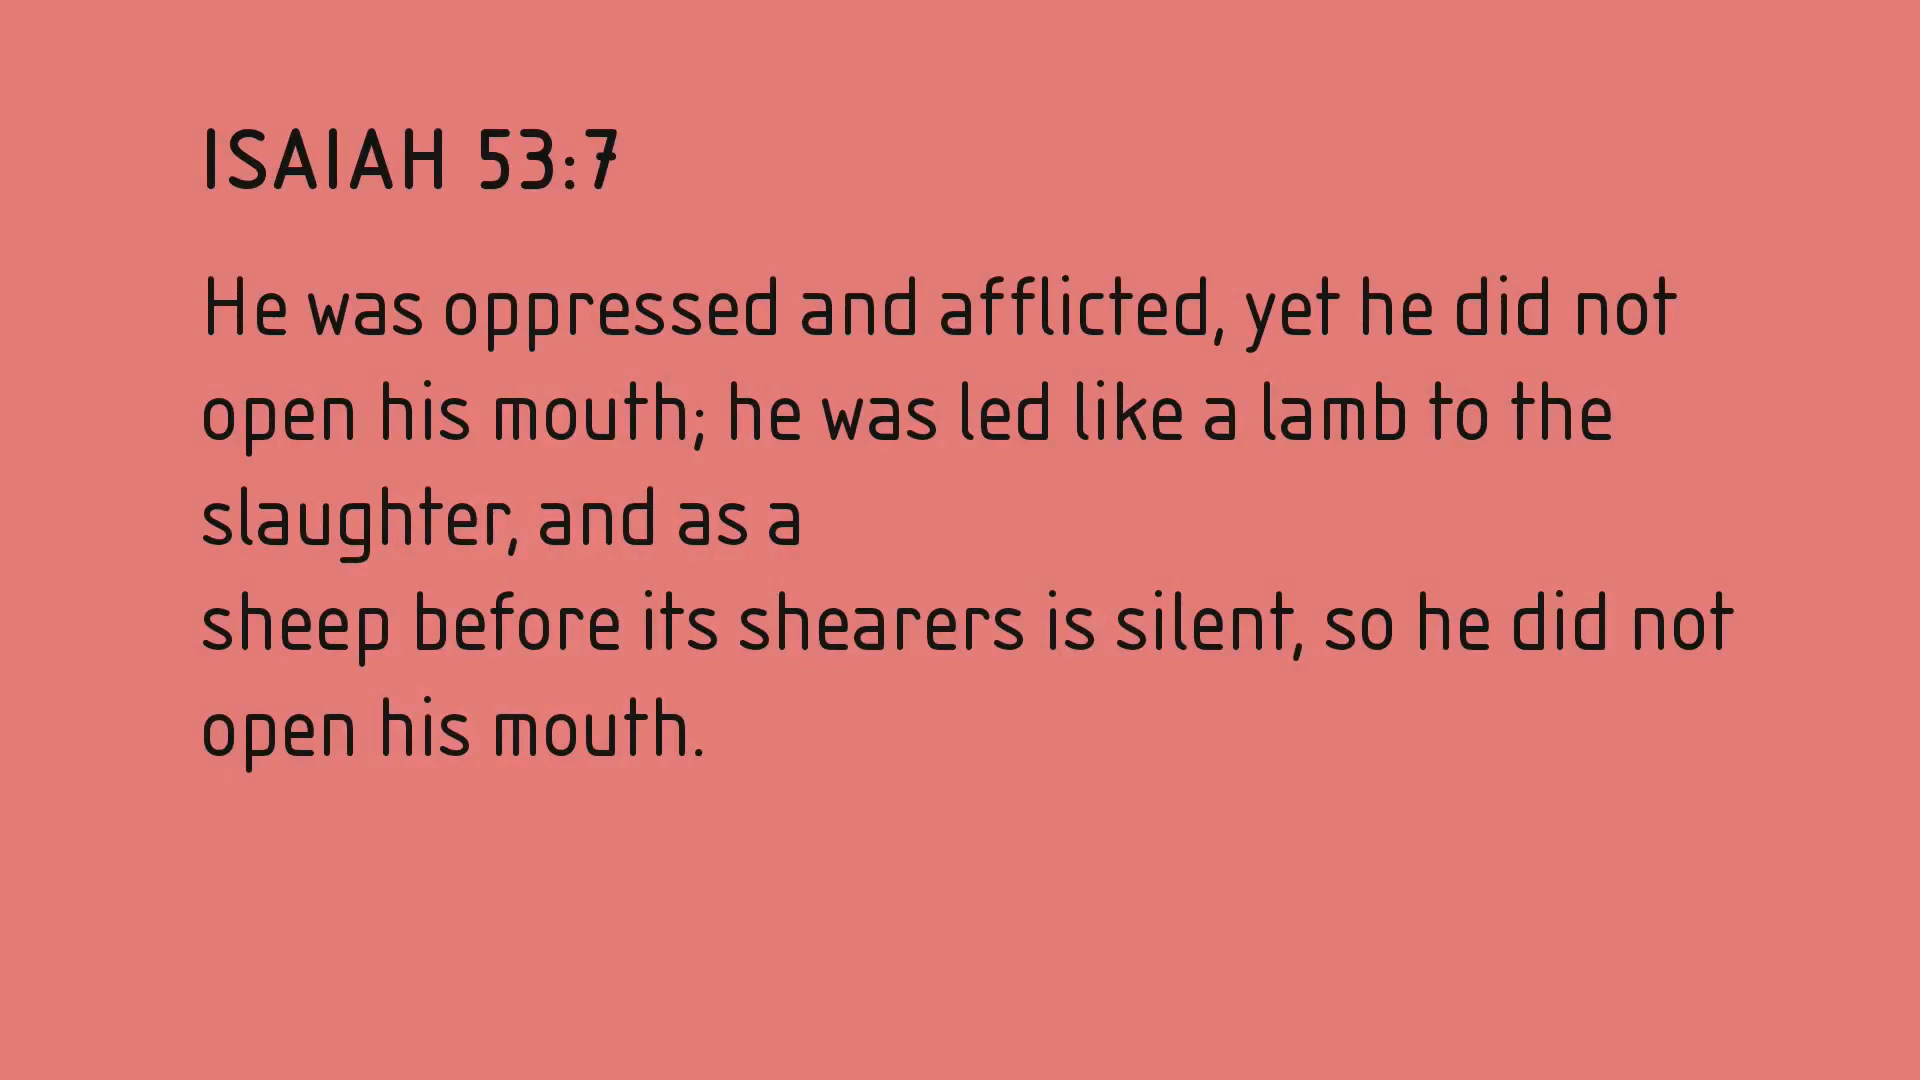 ISAIAH 53:7
He was oppressed and afflicted, yet he did not
open his mouth; he was led like a lamb to the
slaughter, and as a
sheep before its shearers is silent, so he did not
open his mouth.